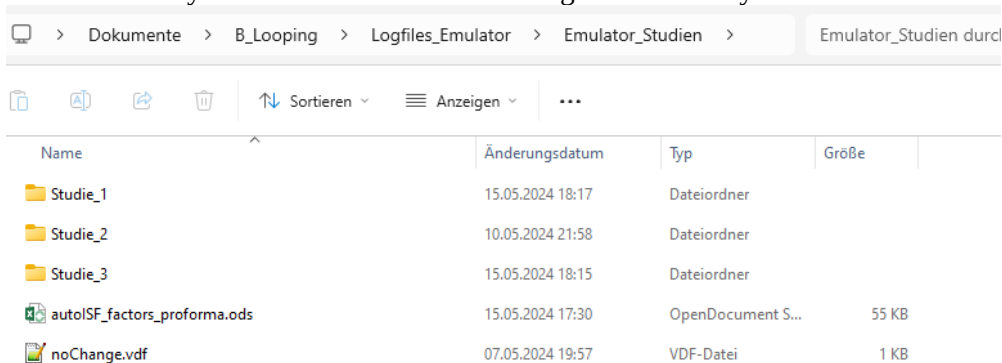 Dokumente > B_Looping > Logfiles_Emulator > Emulator_Studien > Emulator_Studien durch
Sortieren Anzeigen ...
Name Änderungsdatum Typ Größe
Studie_1 15.05.2024 18:17 Dateiordner
Studie_2 10.05.2024 21:58 Dateiordner
Studie_3 15.05.2024 18:15 Dateiordner
autoISF_factors_proforma.ods 15.05.2024 17:30 OpenDocument S... 55 KB
noChange.vdf 07.05.2024 19:57 VDF-Datei 1 KB